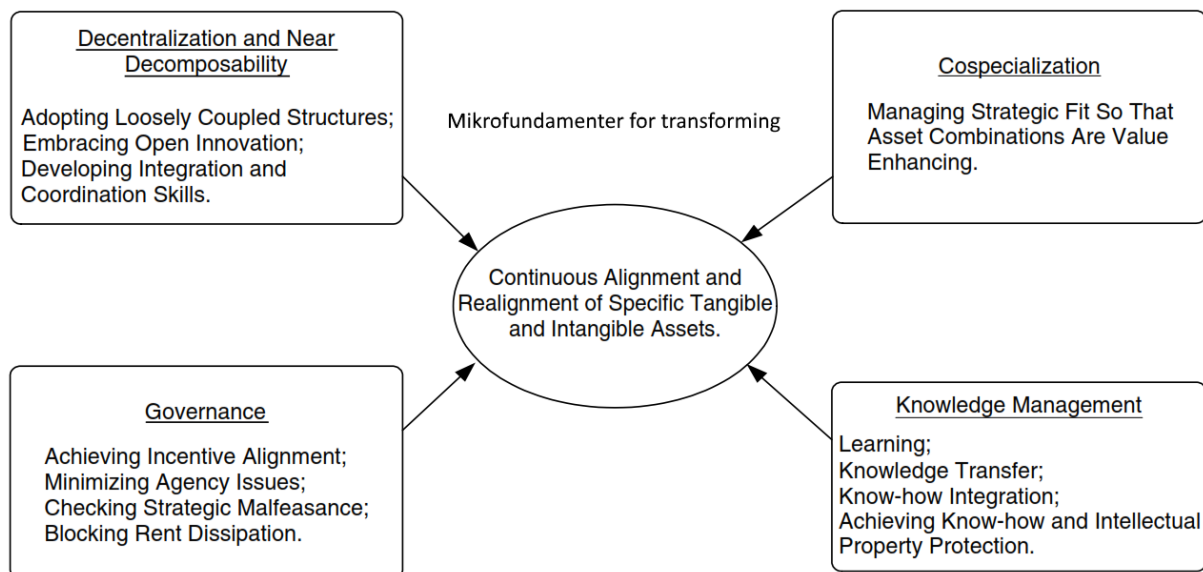 Decentralization and Near
Decomposability
Adopting Loosely Coupled Structures;
Embracing Open Innovation;
Developing Integration and
Coordination Skills.
Mikrofundamenter for transforming
Cospecialization
Managing Strategic Fit So That
Asset Combinations Are Value
Enhancing.
Continuous Alignment and
Realignment of Specific Tangible
and Intangible Assets.
Governance
Achieving Incentive Alignment;
Minimizing Agency Issues;
Checking Strategic Malfeasance;
Blocking Rent Dissipation.
Knowledge Management
Learning;
Knowledge Transfer;
Know-how Integration;
Achieving Know-how and Intellectual
Property Protection.